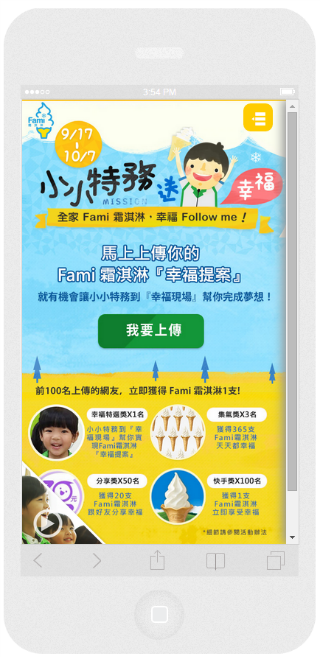 3:54 PM
Fami
9/17
10/7
小小特務送幸福
MISSION
全家 Fami 霜淇淋，幸福 Follow me！
馬上上傳你的
Fami 霜淇淋『幸福提案』
就有機會讓小小特務到『幸福現場』幫你完成夢想！
我要上傳
前100名上傳的網友，立即獲得 Fami 霜淇淋1支!
幸福特選獎X1名
小小特務到『幸
福現場』幫你實
現Fami霜淇淋
『幸福提案』
集氣獎X3名
獲得365支
Fami霜淇淋
天天都幸福
分享獎X50名
獲得20支
Fami霜淇淋
跟好友分享幸福
快手獎X100名
獲得1支
Fami霜淇淋
立即享受幸福
*細節請參閱活動辦法